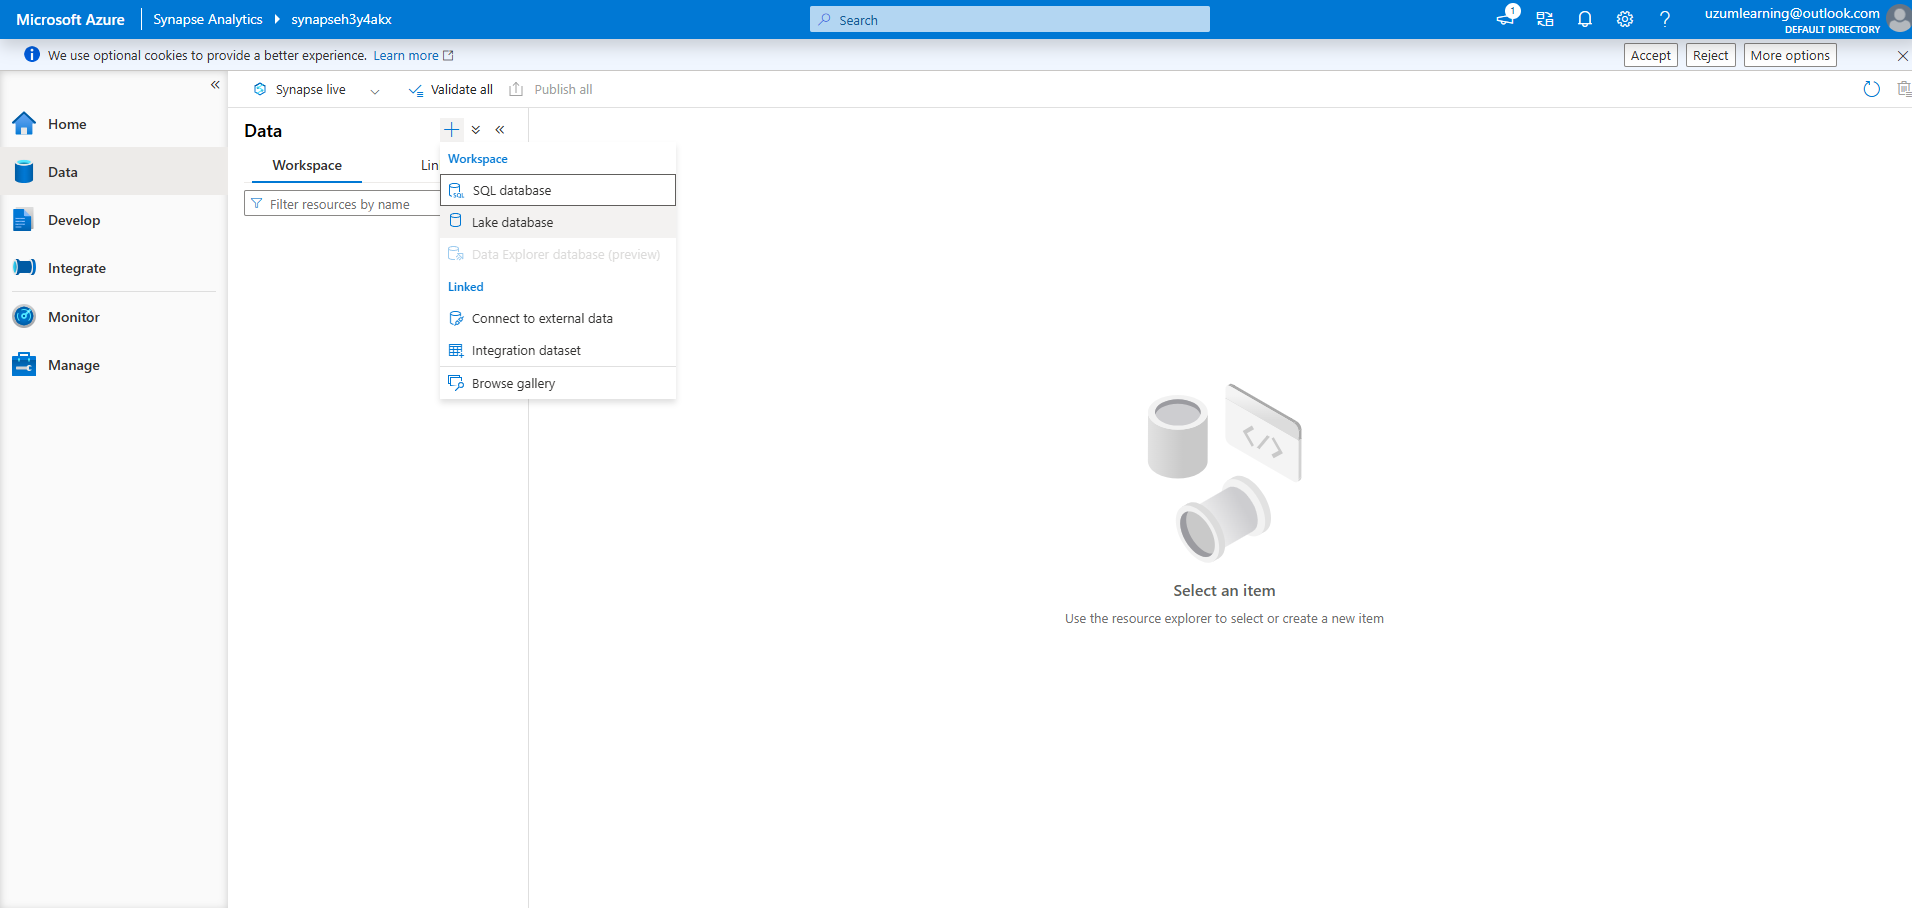 Microsoft Azure
Synapse Analytics
synapseh3y4akx
Search
1
?
uzumlearning@outlook.com
DEFAULT DIRECTORY
We use optional cookies to provide a better experience. Learn more
Accept
Reject
More options
Synapse live
Validate all
Publish all
Home
Data
Develop
Integrate
Monitor
Manage
Data
Workspace
Lin
Filter resources by name
Workspace
SQL database
Lake database
Data Explorer database (preview)
Linked
Connect to external data
Integration dataset
Browse gallery
</>
Select an item
Use the resource explorer to select or create a new item